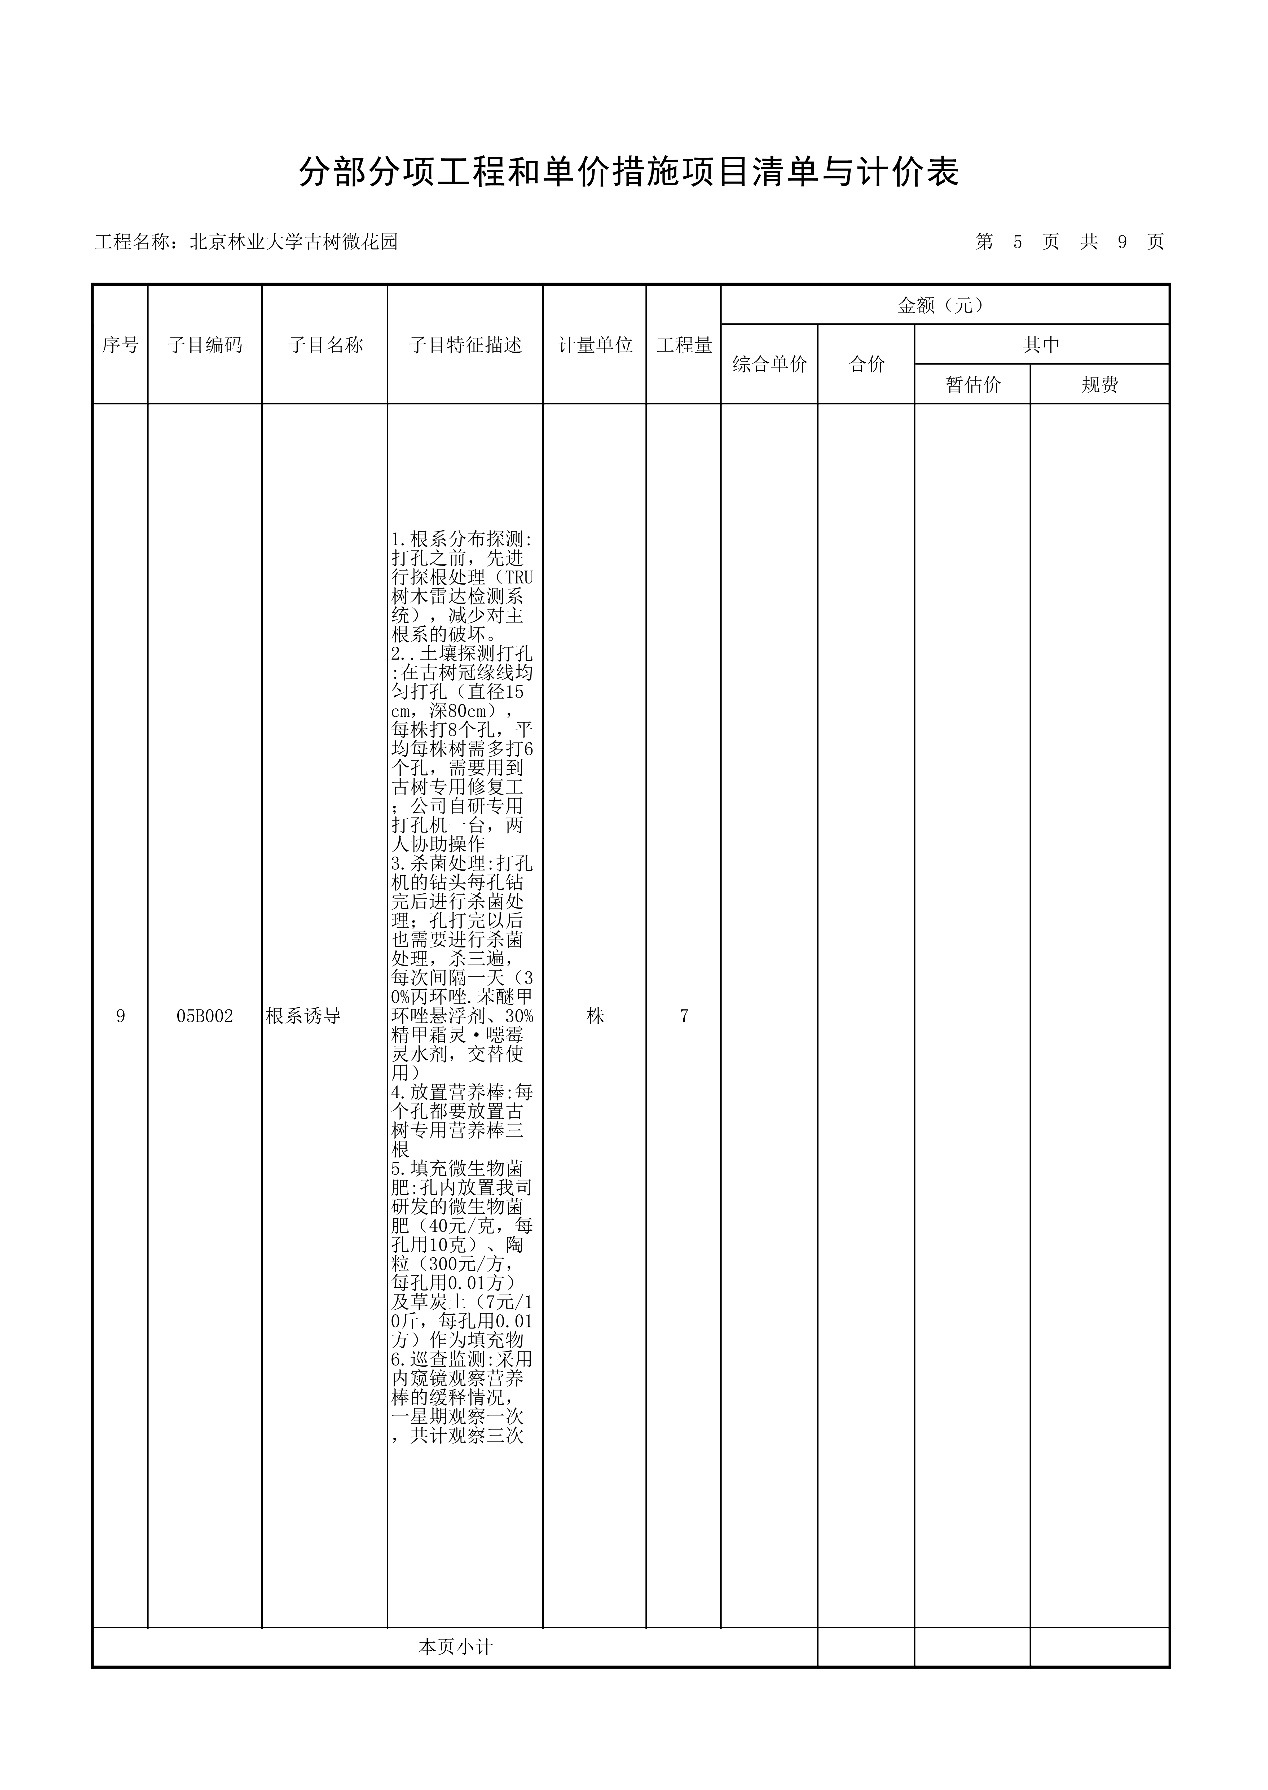 分部分项工程和单价措施项目清单与计价表
工程名称：北京林业大学古树微花园
第 5 页 共 9 页
序号
子目编码
子目名称
子目特征描述
计量单位
工程量
金额（元）
综合单价
合价
其中
暂估价
规费
9
05B002
根系诱导
1.根系分布探测:
打孔之前，先进
行探根处理（TRU
树木雷达检测系
统），减少对主
根系的破坏。
2..土壤探测打孔
:在古树冠缘线均
匀打孔（直径15
cm，深80cm），
每株打8个孔，平
均每株树需多打6
个孔，需要用到
古树专用修复工
；公司自研专用
打孔机一台，两
人协助操作
3.杀菌处理:打孔
机的钻头每孔钻
完后进行杀菌处
理；孔打完以后
也需要进行杀菌
处理，杀三遍，
每次间隔一天（3
0%丙环唑.苯醚甲
环唑悬浮剂、30%
精甲霜灵·噁霉
灵水剂，交替使
用）
4.放置营养棒:每
个孔都要放置古
树专用营养棒三
根
5.填充微生物菌
肥:孔内放置我司
研发的微生物菌
肥（40元/克，每
孔用10克）、陶
粒（300元/方，
每孔用0.01方）
及草炭土（7元/1
0斤，每孔用0.01
方）作为填充物
6.巡查监测:采用
内窥镜观察营养
棒的缓释情况，
一星期观察一次
，共计观察三次
株
7
本页小计